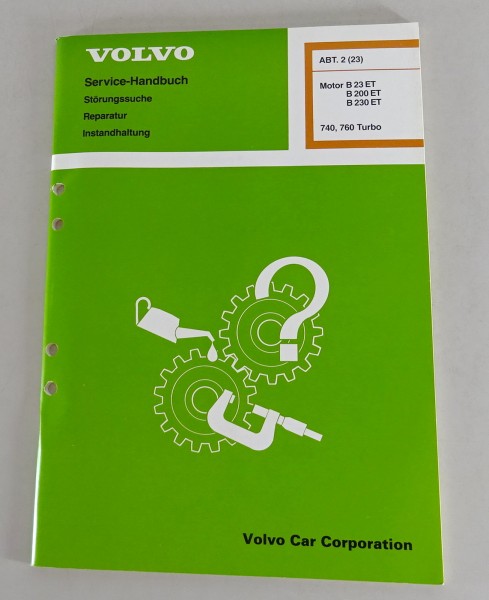 VOLVO
Service-Handbuch
Störungssuche
Reparatur
Instandhaltung
ABT. 2 (23)
Motor B 23 ET
B 200 ET
B 230 ET
740, 760 Turbo
?
Volvo Car Corporation